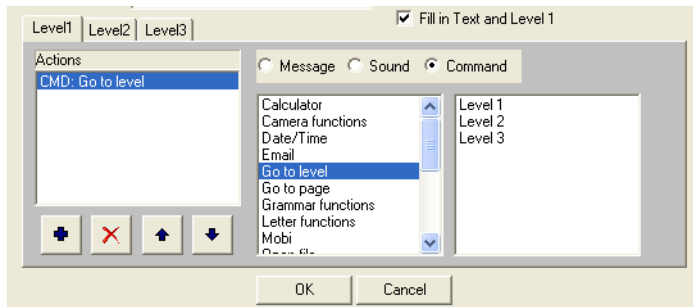 Fill in Text and Level 1
Level1 Level2 Level3
Actions
CMD: Go to level
Message Sound Command
Calculator
Camera functions
Date/Time
Email
Go to level
Go to page
Grammar functions
Letter functions
Mobi
Open file
Level 1
Level 2
Level 3
OK Cancel